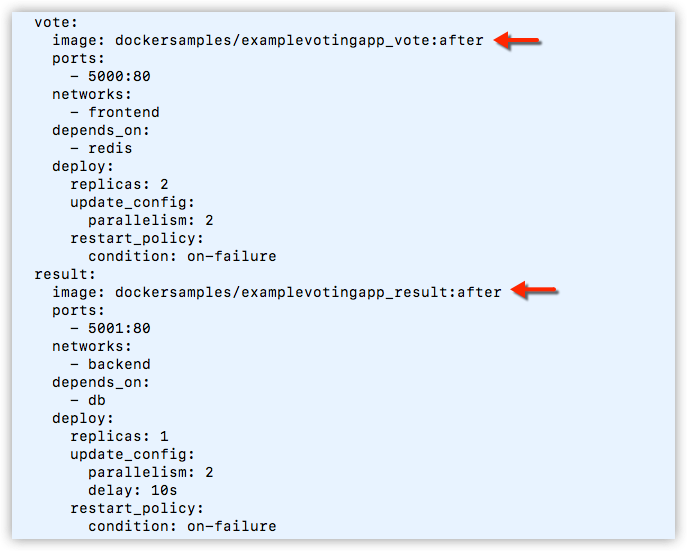 vote:
  image: dockersamples/examplevotingapp_vote:after
  ports:
    - 5000:80
  networks:
    - frontend
  depends_on:
    - redis
  deploy:
    replicas: 2
    update_config:
      parallelism: 2
    restart_policy:
      condition: on-failure
result:
  image: dockersamples/examplevotingapp_result:after
  ports:
    - 5001:80
  networks:
    - backend
  depends_on:
    - db
  deploy:
    replicas: 1
    update_config:
      parallelism: 2
      delay: 10s
    restart_policy:
      condition: on-failure